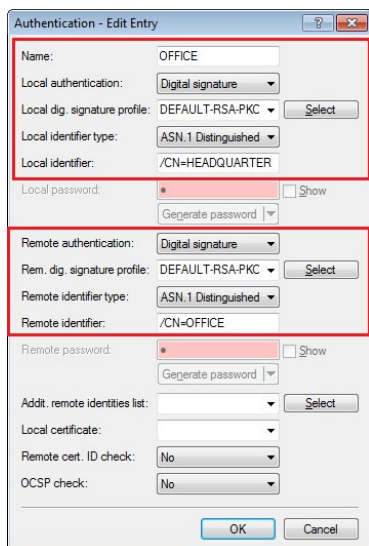 Authentication - Edit Entry
Name: OFFICE
Local authentication: Digital signature
Local dig. signature profile: DEFAULT-RSA-PKC Select
Local identifier type: ASN.1 Distinguished
Local identifier: /CN=HEADQUARTER
Local password: Show
Generate password
Remote authentication: Digital signature
Rem. dig. signature profile: DEFAULT-RSA-PKC Select
Remote identifier type: ASN.1 Distinguished
Remote identifier: /CN=OFFICE
Remote password: Show
Generate password
Addit. remote identities list: Select
Local certificate:
Remote cert. ID check: No
OCSP check: No
OK Cancel